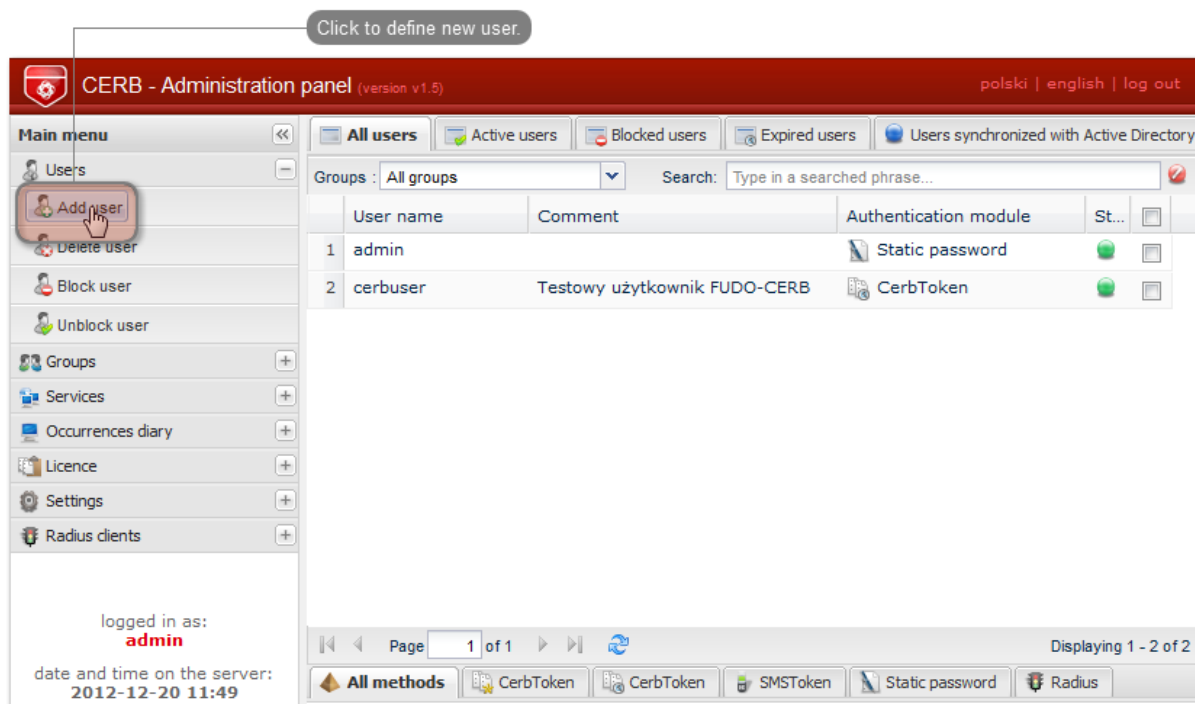 Click to define new user.
CERB - Administration panel (version v1.5)
polski | english | log out
Main menu
All users Active users Blocked users Expired users Users synchronized with Active Directory
Users
Groups : All groups Search: Type in a searched phrase...
Add user
User name Comment Authentication module St...
Delete user
1 admin Static password
Block user
2 cerbuser Testowy użytkownik FUDO-CERB CerbToken
Unblock user
Groups
Services
Occurrences diary
Licence
Settings
Radius clients
logged in as:
admin
Page 1 of 1 Displaying 1 - 2 of 2
date and time on the server:
2012-12-20 11:49
All methods CerbToken CerbToken SMSToken Static password Radius